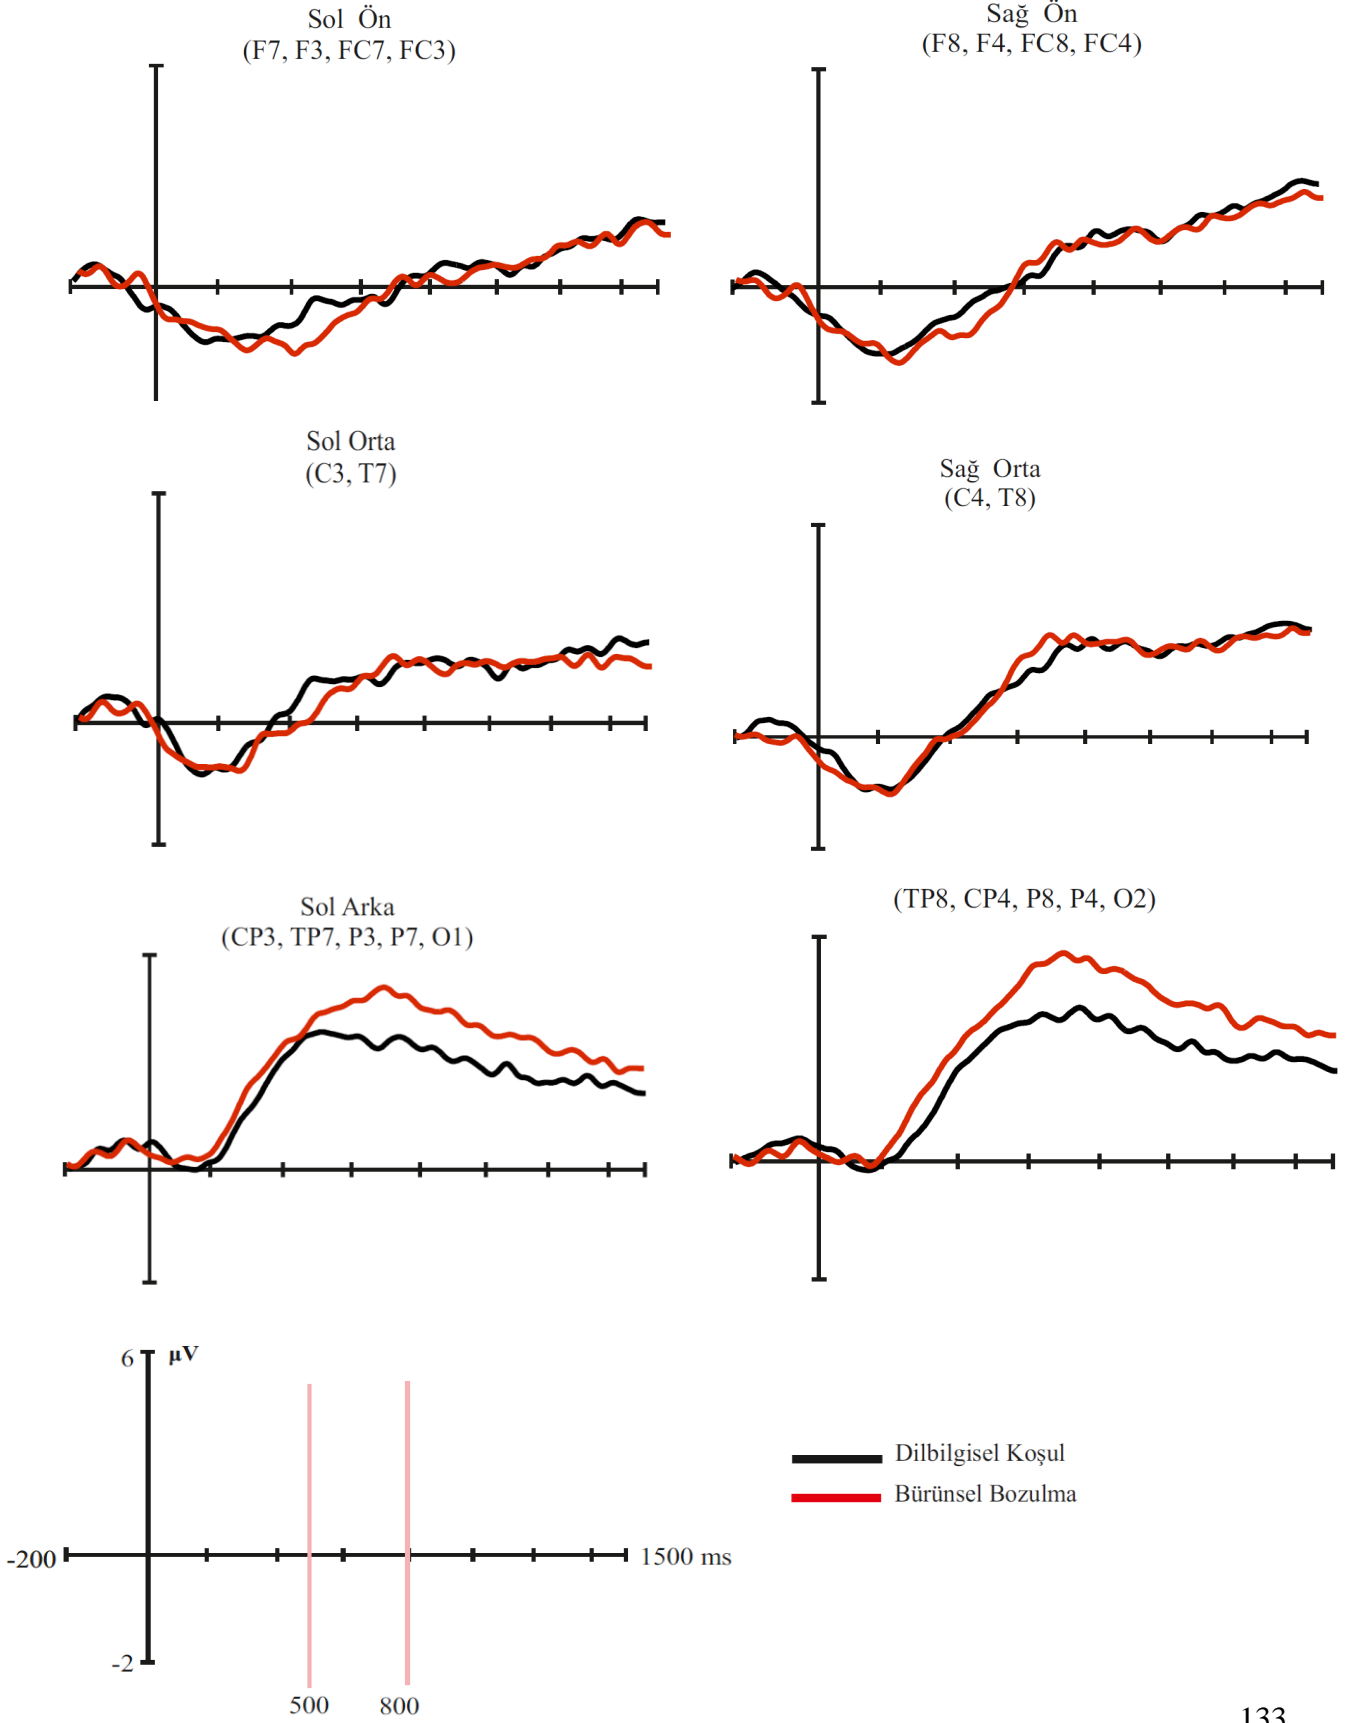 Sol Ön
(F7, F3, FC7, FC3)
Sağ Ön
(F8, F4, FC8, FC4)
Sol Orta
(C3, T7)
Sağ Orta
(C4, T8)
Sol Arka
(CP3, TP7, P3, P7, O1)
(TP8, CP4, P8, P4, O2)
6 µV
-200
1500 ms
-2
500 800
Dilbilgisel Koşul
Bürünsel Bozulma
133